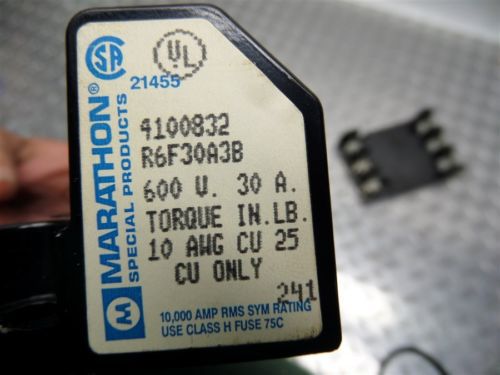 MARATHON®
SPECIAL PRODUCTS
SA
UL
21455
4100832
R6F30A3B
600 V. 30 A.
TORQUE IN.LB.
10 AWG CU 25
CU ONLY
241
10,000 AMP RMS SYM RATING
USE CLASS H FUSE 75C
M